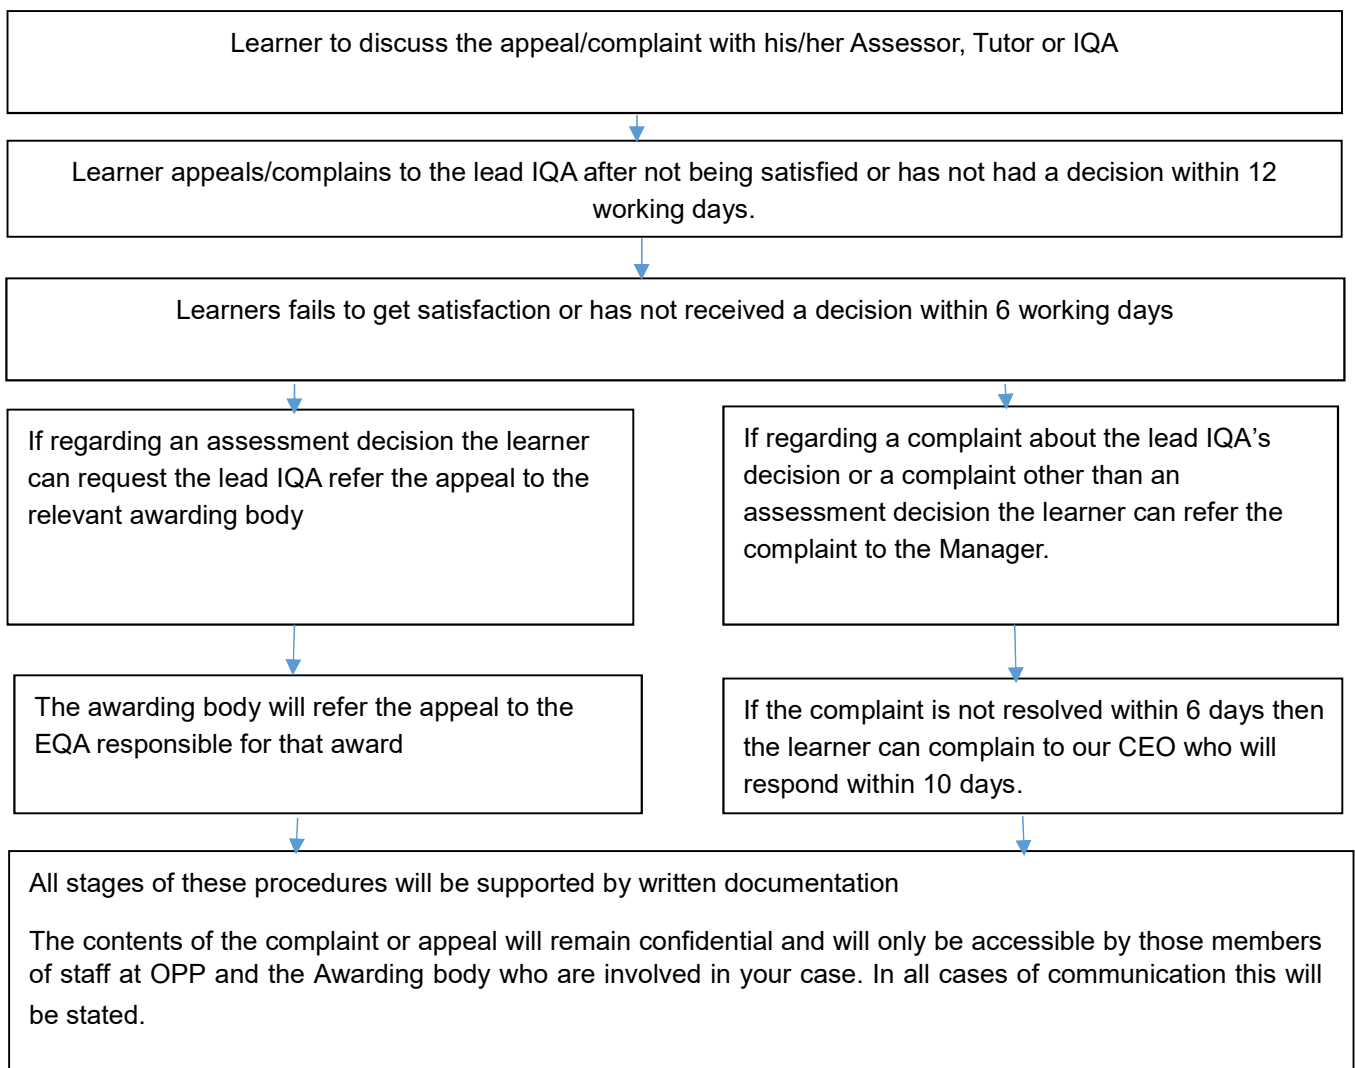 Learner to discuss the appeal/complaint with his/her Assessor, Tutor or IQA
Learner appeals/complains to the lead IQA after not being satisfied or has not had a decision within 12
working days.
Learners fails to get satisfaction or has not received a decision within 6 working days
If regarding an assessment decision the learner
can request the lead IQA refer the appeal to the
relevant awarding body
If regarding a complaint about the lead IQA’s
decision or a complaint other than an
assessment decision the learner can refer the
complaint to the Manager.
The awarding body will refer the appeal to the
EQA responsible for that award
If the complaint is not resolved within 6 days then
the learner can complain to our CEO who will
respond within 10 days.
All stages of these procedures will be supported by written documentation
The contents of the complaint or appeal will remain confidential and will only be accessible by those members
of staff at OPP and the Awarding body who are involved in your case. In all cases of communication this will
be stated.